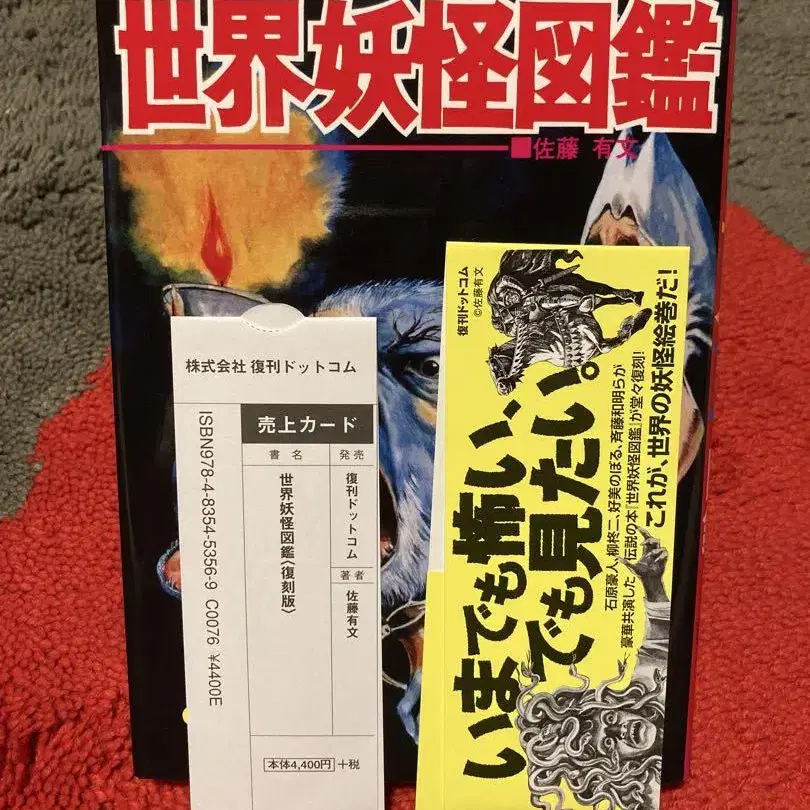 世界妖怪図鑑
■佐藤 有文
株式会社 復刊ドットコム
売上カード
書名
発売
世界妖怪図鑑〈復刻版〉
復刊ドットコム
著者
佐藤有文
ISBN978-4-8354-5356-9 C0076 ¥4400E
本体4,400円+税
復刊ドットコム
©佐藤有文
いまでも怖い、
でも見たい。
石原豪人、柳柊二、好美のぼる、斉藤和明らが
豪華共演した伝説の本『世界妖怪図鑑』が堂々復刻!
これが、世界の妖怪絵巻だ!